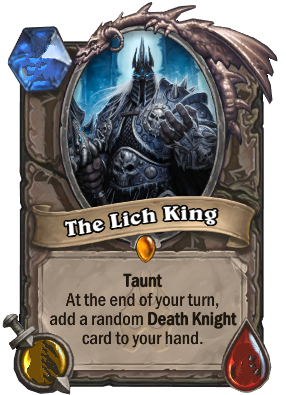 The Lich King
Taunt
At the end of your turn,
add a random Death Knight
card to your hand.